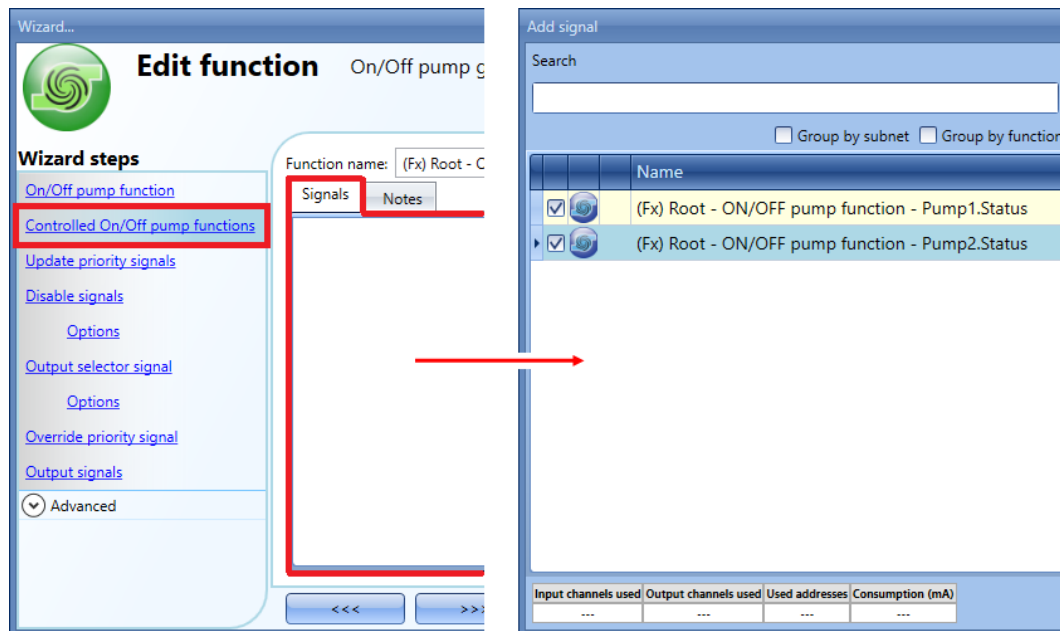 Wizard...
Edit function On/Off pump g
Wizard steps
On/Off pump function
Controlled On/Off pump functions
Update priority signals
Disable signals
Options
Output selector signal
Options
Override priority signal
Output signals
Advanced
Function name: (Fx) Root - C
Signals Notes
<<< >>>
Add signal
Search
Group by subnet Group by function
Name
(Fx) Root - ON/OFF pump function - Pump1.Status
(Fx) Root - ON/OFF pump function - Pump2.Status
Input channels used Output channels used Used addresses Consumption (mA)
--- --- --- ---